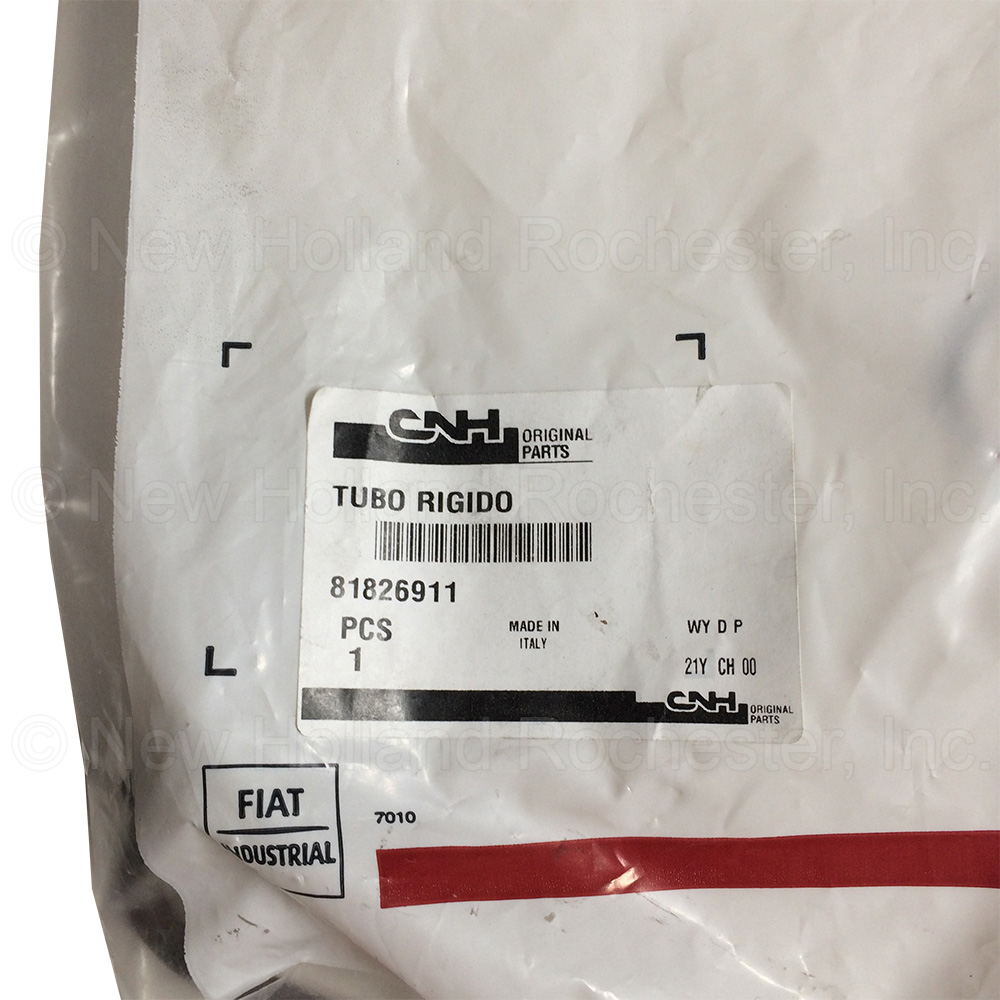 © New Holland Rochester, Inc.
CNH ORIGINAL
PARTS
© New Holland Rochester, Inc.
TUBO RIGIDO
81826911
PCS
1
MADE IN
ITALY
WY D P
21Y CH 00
CNH ORIGINAL
PARTS
© New Holland Rochester, Inc.
FIAT
INDUSTRIAL
7010